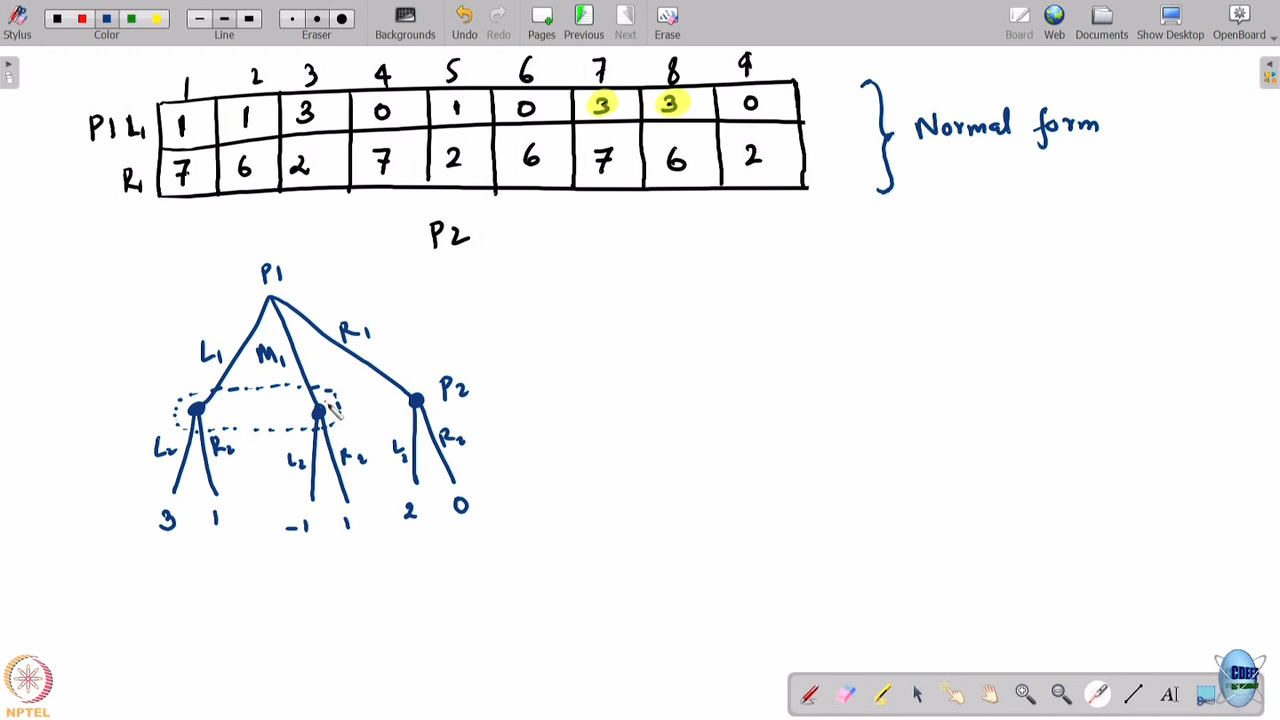 Stylus Color Line Eraser Backgrounds Undo Redo Pages Previous Next Erase Board Web Documents Show Desktop OpenBoard
1 2 3 4 5 6 7 8 9
P1 L1 1 1 3 0 1 0 3 3 0
R1 7 6 2 7 2 6 7 6 2
Normal form
P2
P1
L1 M1 R1
P2
L2 R2 L2 R2 L2 R2
3 1 -1 1 2 0
NPTEL
CDEEP